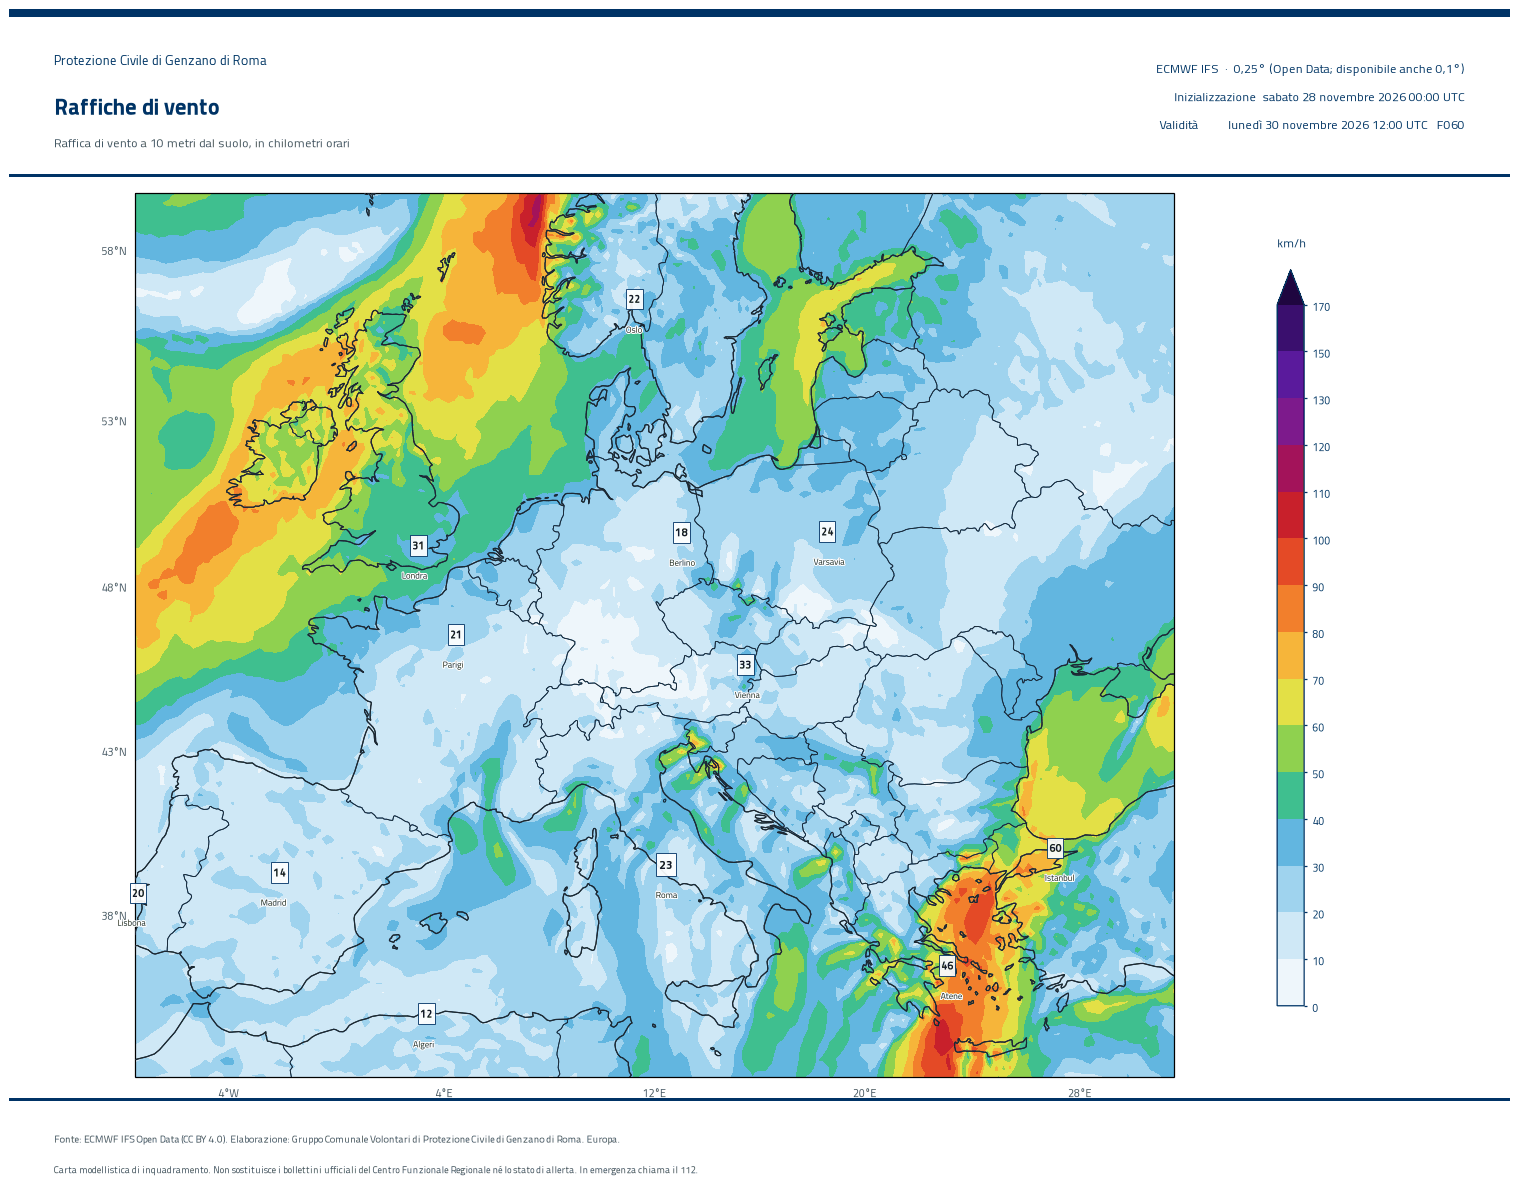 Protezione Civile di Genzano di Roma
Raffiche di vento
Raffica di vento a 10 metri dal suolo, in chilometri orari
ECMWF IFS · 0,25° (Open Data; disponibile anche 0,1°)
Inizializzazione sabato 28 novembre 2026 00:00 UTC
Validità lunedì 30 novembre 2026 12:00 UTC F060
km/h
170
150
130
120
110
100
90
80
70
60
50
40
30
20
10
0
58°N
53°N
48°N
43°N
38°N
4°W
4°E
12°E
20°E
28°E
22
Oslo
31
Londra
18
Berlino
24
Varsavia
21
Parigi
33
Vienna
14
Madrid
20
Lisbona
23
Roma
60
Istanbul
46
Atene
12
Algeri
Fonte: ECMWF IFS Open Data (CC BY 4.0). Elaborazione: Gruppo Comunale Volontari di Protezione Civile di Genzano di Roma. Europa.
Carta modellistica di inquadramento. Non sostituisce i bollettini ufficiali del Centro Funzionale Regionale né lo stato di allerta. In emergenza chiama il 112.